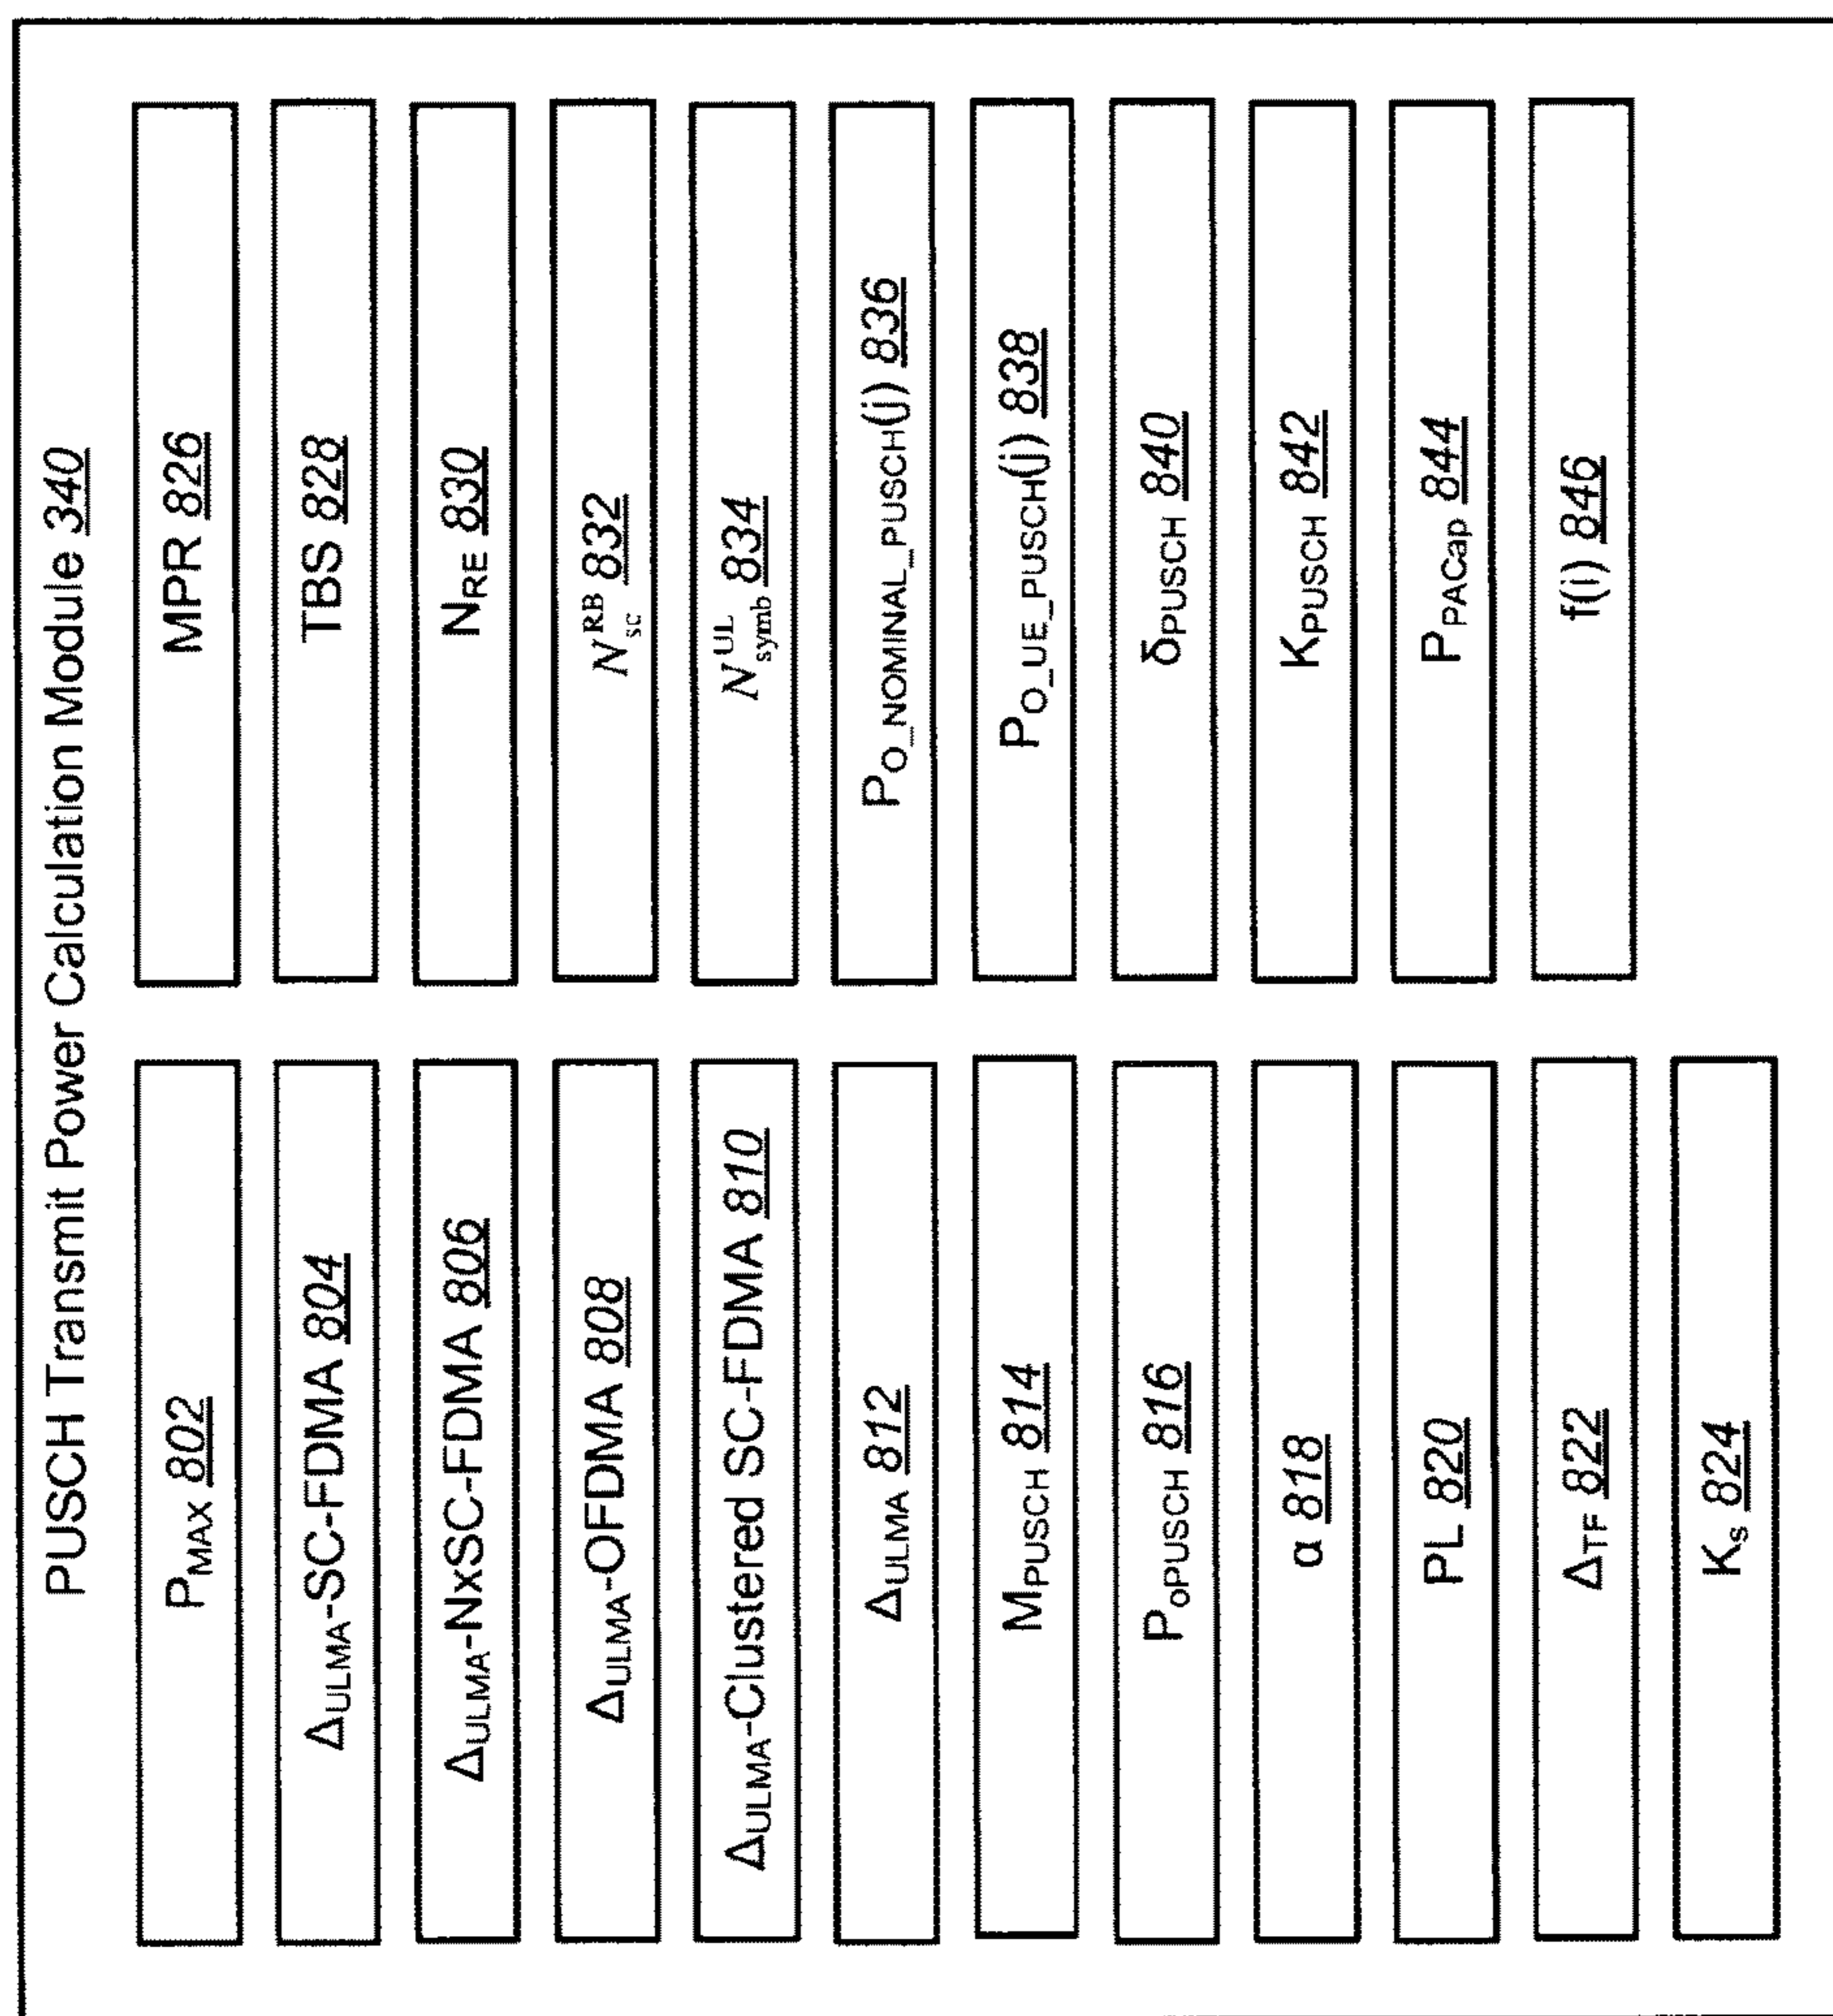 PUSCH Transmit Power Calculation Module 340
P_MAX 802
Δ_ULMA-SC-FDMA 804
Δ_ULMA-NxSC-FDMA 806
Δ_ULMA-OFDMA 808
Δ_ULMA-Clustered SC-FDMA 810
Δ_ULMA 812
M_PUSCH 814
P_oPUSCH 816
α 818
PL 820
Δ_TF 822
K_s 824
MPR 826
TBS 828
N_RE 830
N_sc^RB 832
N_symb^UL 834
P_O_NOMINAL_PUSCH(j) 836
P_O_UE_PUSCH(j) 838
δ_PUSCH 840
K_PUSCH 842
P_PACap 844
f(i) 846